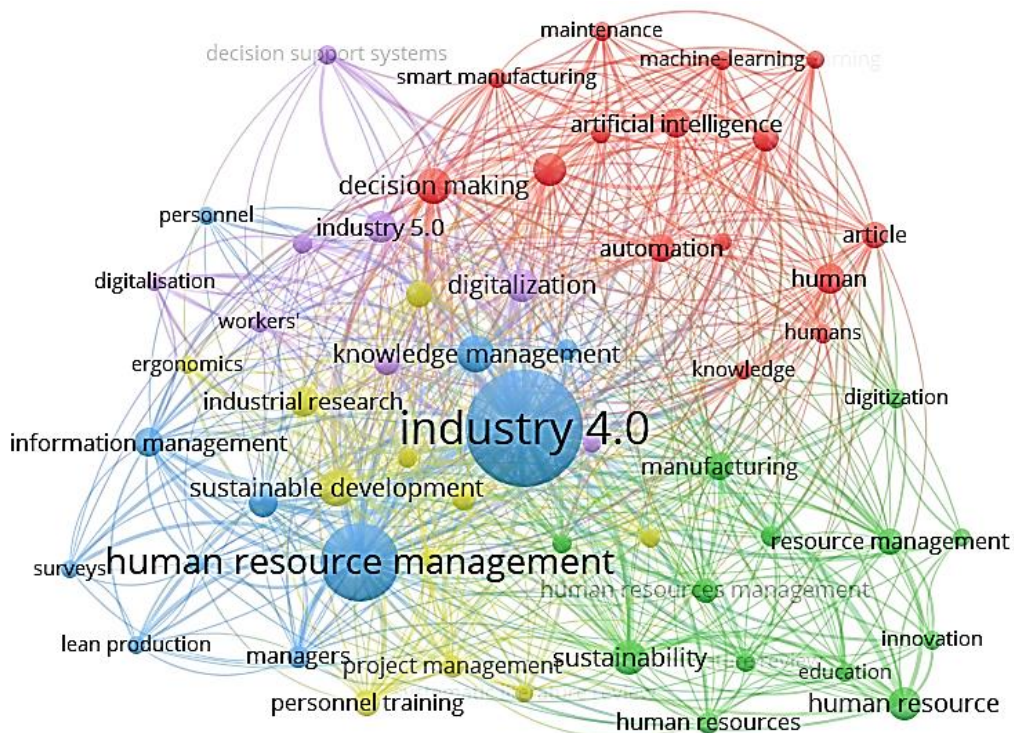 maintenance
decision support systems
machine-learning
smart manufacturing
artificial intelligence
decision making
personnel
industry 5.0
article
automation
digitalisation
digitalization
human
workers'
humans
knowledge management
ergonomics
knowledge
industrial research
digitization
industry 4.0
information management
manufacturing
sustainable development
resource management
human resource management
surveys
human resources management
innovation
lean production
managers
project management
sustainability
education
personnel training
human resource
human resources